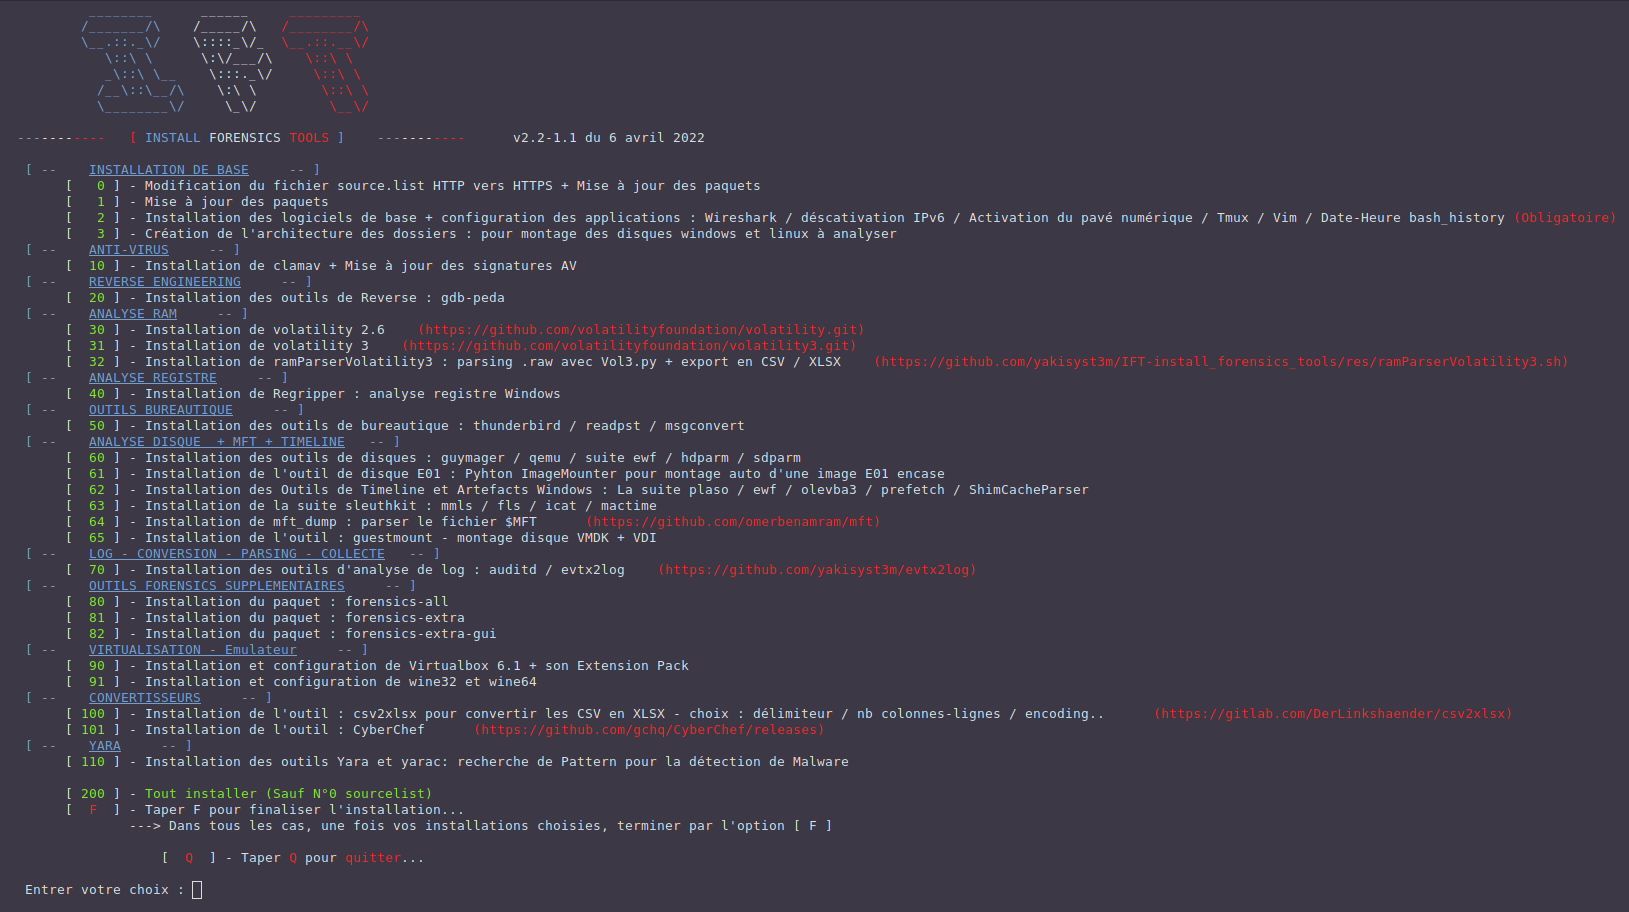 ---------- [ INSTALL FORENSICS TOOLS ] ----------- v2.2-1.1 du 6 avril 2022
[ -- INSTALLATION DE BASE -- ]
[ 0 ] - Modification du fichier source.list HTTP vers HTTPS + Mise à jour des paquets
[ 1 ] - Mise à jour des paquets
[ 2 ] - Installation des logiciels de base + configuration des applications : Wireshark / déscativation IPv6 / Activation du pavé numérique / Tmux / Vim / Date-Heure bash_history (Obligatoire)
[ 3 ] - Création de l'architecture des dossiers : pour montage des disques windows et linux à analyser
[ -- ANTI-VIRUS -- ]
[ 10 ] - Installation de clamav + Mise à jour des signatures AV
[ -- REVERSE ENGINEERING -- ]
[ 20 ] - Installation des outils de Reverse : gdb-peda
[ -- ANALYSE RAM -- ]
[ 30 ] - Installation de volatility 2.6 (https://github.com/volatilityfoundation/volatility.git)
[ 31 ] - Installation de volatility 3 (https://github.com/volatilityfoundation/volatility3.git)
[ 32 ] - Installation de ramParserVolatility3 : parsing .raw avec Vol3.py + export en CSV / XLSX (https://github.com/yakisyst3m/IFT-install_forensics_tools/res/ramParserVolatility3.sh)
[ -- ANALYSE REGISTRE -- ]
[ 40 ] - Installation de Regripper : analyse registre Windows
[ -- OUTILS BUREAUTIQUE -- ]
[ 50 ] - Installation des outils de bureautique : thunderbird / readpst / msgconvert
[ -- ANALYSE DISQUE + MFT + TIMELINE -- ]
[ 60 ] - Installation des outils de disques : guymager / qemu / suite ewf / hdparm / sdparm
[ 61 ] - Installation de l'outil de disque E01 : Pyhton ImageMounter pour montage auto d'une image E01 encase
[ 62 ] - Installation des Outils de Timeline et Artefacts Windows : La suite plaso / ewf / olevba3 / prefetch / ShimCacheParser
[ 63 ] - Installation de la suite sleuthkit : mmls / fls / icat / mactime
[ 64 ] - Installation de mft_dump : parser le fichier $MFT (https://github.com/omerbenamram/mft)
[ 65 ] - Installation de l'outil : guestmount - montage disque VMDK + VDI
[ -- LOG - CONVERSION - PARSING - COLLECTE -- ]
[ 70 ] - Installation des outils d'analyse de log : auditd / evtx2log (https://github.com/yakisyst3m/evtx2log)
[ -- OUTILS FORENSICS SUPPLEMENTAIRES -- ]
[ 80 ] - Installation du paquet : forensics-all
[ 81 ] - Installation du paquet : forensics-extra
[ 82 ] - Installation du paquet : forensics-extra-gui
[ -- VIRTUALISATION - Emulateur -- ]
[ 90 ] - Installation et configuration de Virtualbox 6.1 + son Extension Pack
[ 91 ] - Installation et configuration de wine32 et wine64
[ -- CONVERTISSEURS -- ]
[ 100 ] - Installation de l'outil : csv2xlsx pour convertir les CSV en XLSX - choix : délimiteur / nb colonnes-lignes / encoding.. (https://gitlab.com/DerLinkshaender/csv2xlsx)
[ 101 ] - Installation de l'outil : CyberChef (https://github.com/gchq/CyberChef/releases)
[ -- YARA -- ]
[ 110 ] - Installation des outils Yara et yarac: recherche de Pattern pour la détection de Malware
[ 200 ] - Tout installer (Sauf N°0 sourcelist)
[ F ] - Taper F pour finaliser l'installation...
---> Dans tous les cas, une fois vos installations choisies, terminer par l'option [ F ]
[ Q ] - Taper Q pour quitter...
Entrer votre choix :